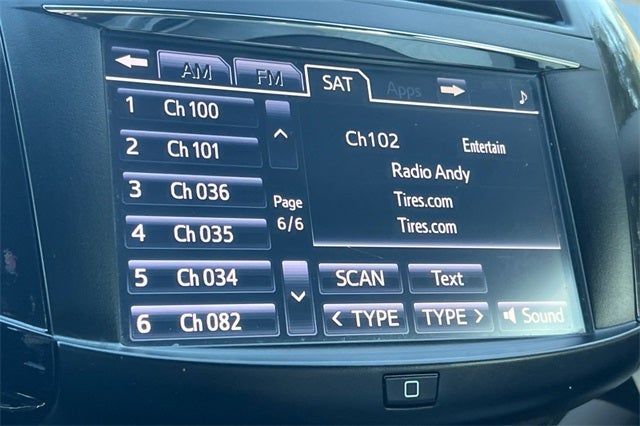 AM FM SAT Apps
1 Ch 100
2 Ch 101
3 Ch 036
4 Ch 035
5 Ch 034
6 Ch 082
Page
6/6
Ch102 Entertain
Radio Andy
Tires.com
Tires.com
SCAN Text
< TYPE TYPE > Sound